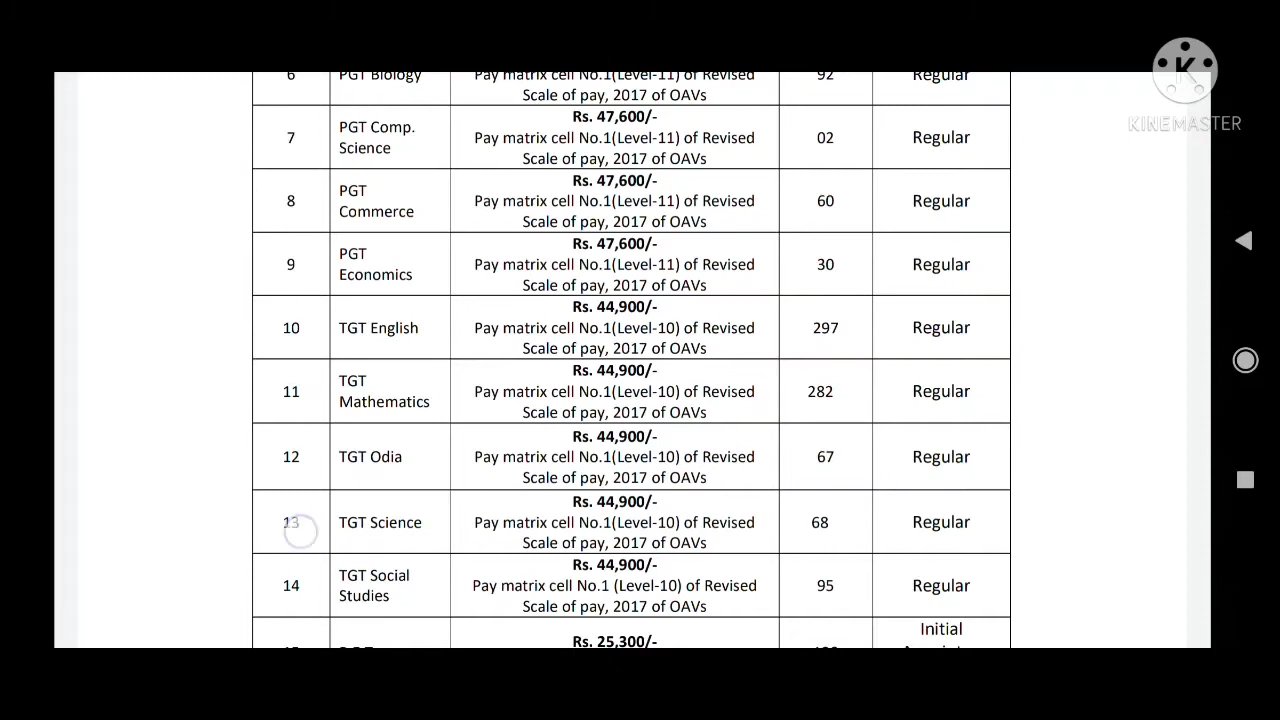 6 PGT Biology Pay matrix cell No.1(Level-11) of Revised 92 Regular
Scale of pay, 2017 of OAVs
KINEMASTER
Rs. 47,600/-
7 PGT Comp. Science Pay matrix cell No.1(Level-11) of Revised 02 Regular
Scale of pay, 2017 of OAVs
Rs. 47,600/-
8 PGT Commerce Pay matrix cell No.1(Level-11) of Revised 60 Regular
Scale of pay, 2017 of OAVs
Rs. 47,600/-
9 PGT Economics Pay matrix cell No.1(Level-11) of Revised 30 Regular
Scale of pay, 2017 of OAVs
Rs. 44,900/-
10 TGT English Pay matrix cell No.1(Level-10) of Revised 297 Regular
Scale of pay, 2017 of OAVs
Rs. 44,900/-
11 TGT Mathematics Pay matrix cell No.1(Level-10) of Revised 282 Regular
Scale of pay, 2017 of OAVs
Rs. 44,900/-
12 TGT Odia Pay matrix cell No.1(Level-10) of Revised 67 Regular
Scale of pay, 2017 of OAVs
Rs. 44,900/-
13 TGT Science Pay matrix cell No.1(Level-10) of Revised 68 Regular
Scale of pay, 2017 of OAVs
Rs. 44,900/-
14 TGT Social Studies Pay matrix cell No.1 (Level-10) of Revised 95 Regular
Scale of pay, 2017 of OAVs
Initial
Rs. 25,300/-